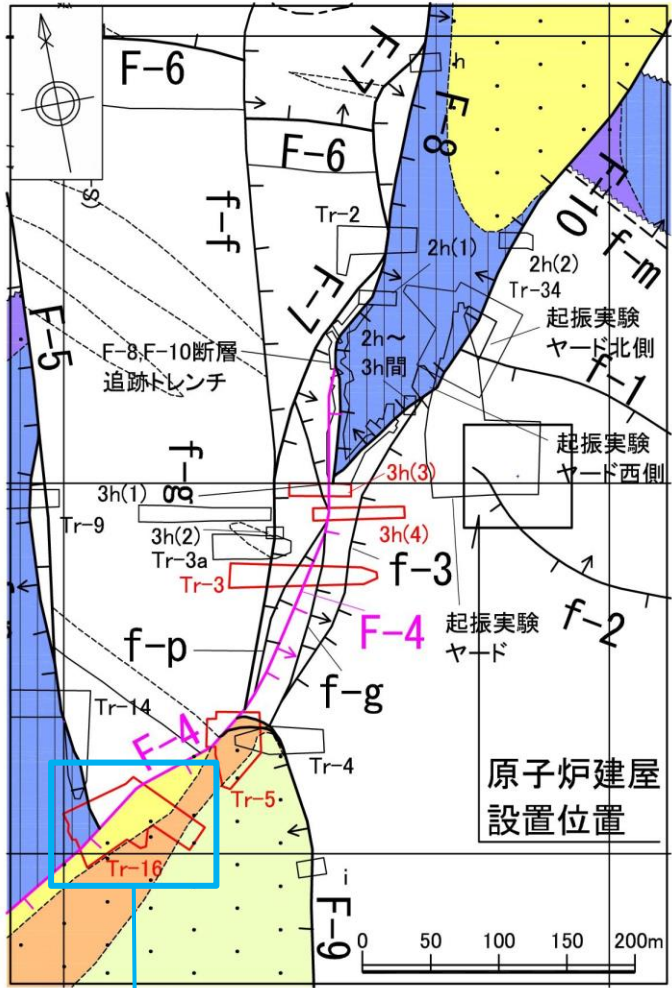 F-6
F-7
h
F-8
F-6
S)
F-10
f-m
f-f
Tr-2
2h(1)
2h(2)
Tr-34
F-7
起振実験
ヤード北側
F-5
F-8,F-10断層
追跡トレンチ
2h～
3h間
f-1
起振実験
ヤード西側
f-g
3h(1)
3h(3)
Tr-9
3h(2)
Tr-3a
3h(4)
Tr-3
f-3
F-4
起振実験
ヤード
f-2
f-p
f-g
Tr-14
F-4
Tr-4
Tr-5
原子炉建屋
設置位置
Tr-16
i
F-9
0 50 100 150 200m